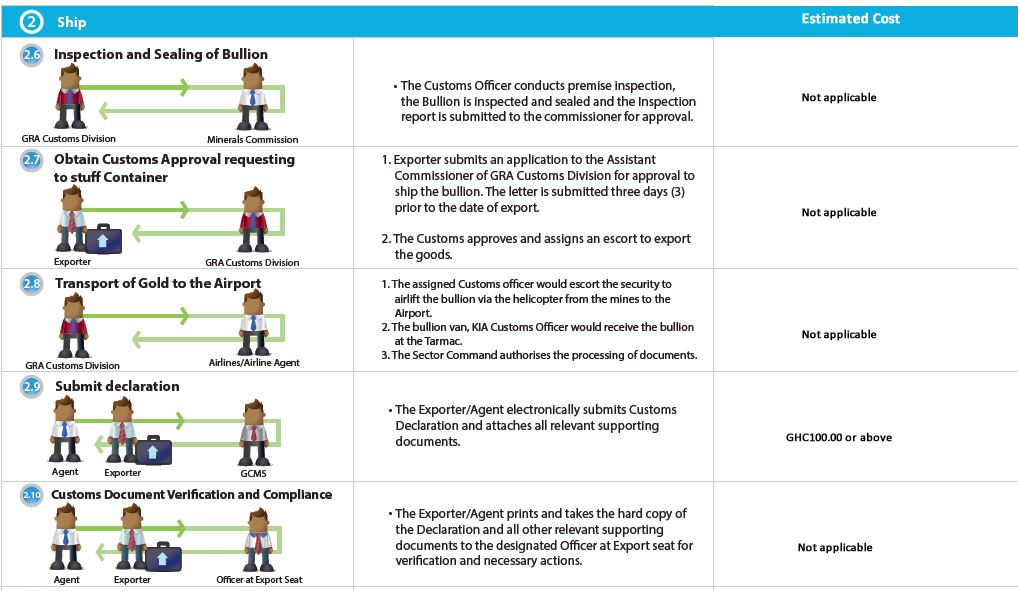 2 Ship Estimated Cost
2.6 Inspection and Sealing of Bullion
GRA Customs Division Minerals Commission
• The Customs Officer conducts premise inspection,
the Bullion is inspected and sealed and the Inspection
report is submitted to the commissioner for approval.
Not applicable
2.7 Obtain Customs Approval requesting
to stuff Container
Exporter GRA Customs Division
1. Exporter submits an application to the Assistant
Commissioner of GRA Customs Division for approval to
ship the bullion. The letter is submitted three days (3)
prior to the date of export.
2. The Customs approves and assigns an escort to export
the goods.
Not applicable
2.8 Transport of Gold to the Airport
GRA Customs Division Airlines/Airline Agent
1. The assigned Customs officer would escort the security to
airlift the bullion via the helicopter from the mines to the
Airport.
2. The bullion van, KIA Customs Officer would receive the bullion
at the Tarmac.
3. The Sector Command authorises the processing of documents.
Not applicable
2.9 Submit declaration
Agent Exporter GCMS
• The Exporter/Agent electronically submits Customs
Declaration and attaches all relevant supporting
documents.
GHC100.00 or above
2.10 Customs Document Verification and Compliance
Agent Exporter Officer at Export Seat
• The Exporter/Agent prints and takes the hard copy of
the Declaration and all other relevant supporting
documents to the designated Officer at Export seat for
verification and necessary actions.
Not applicable